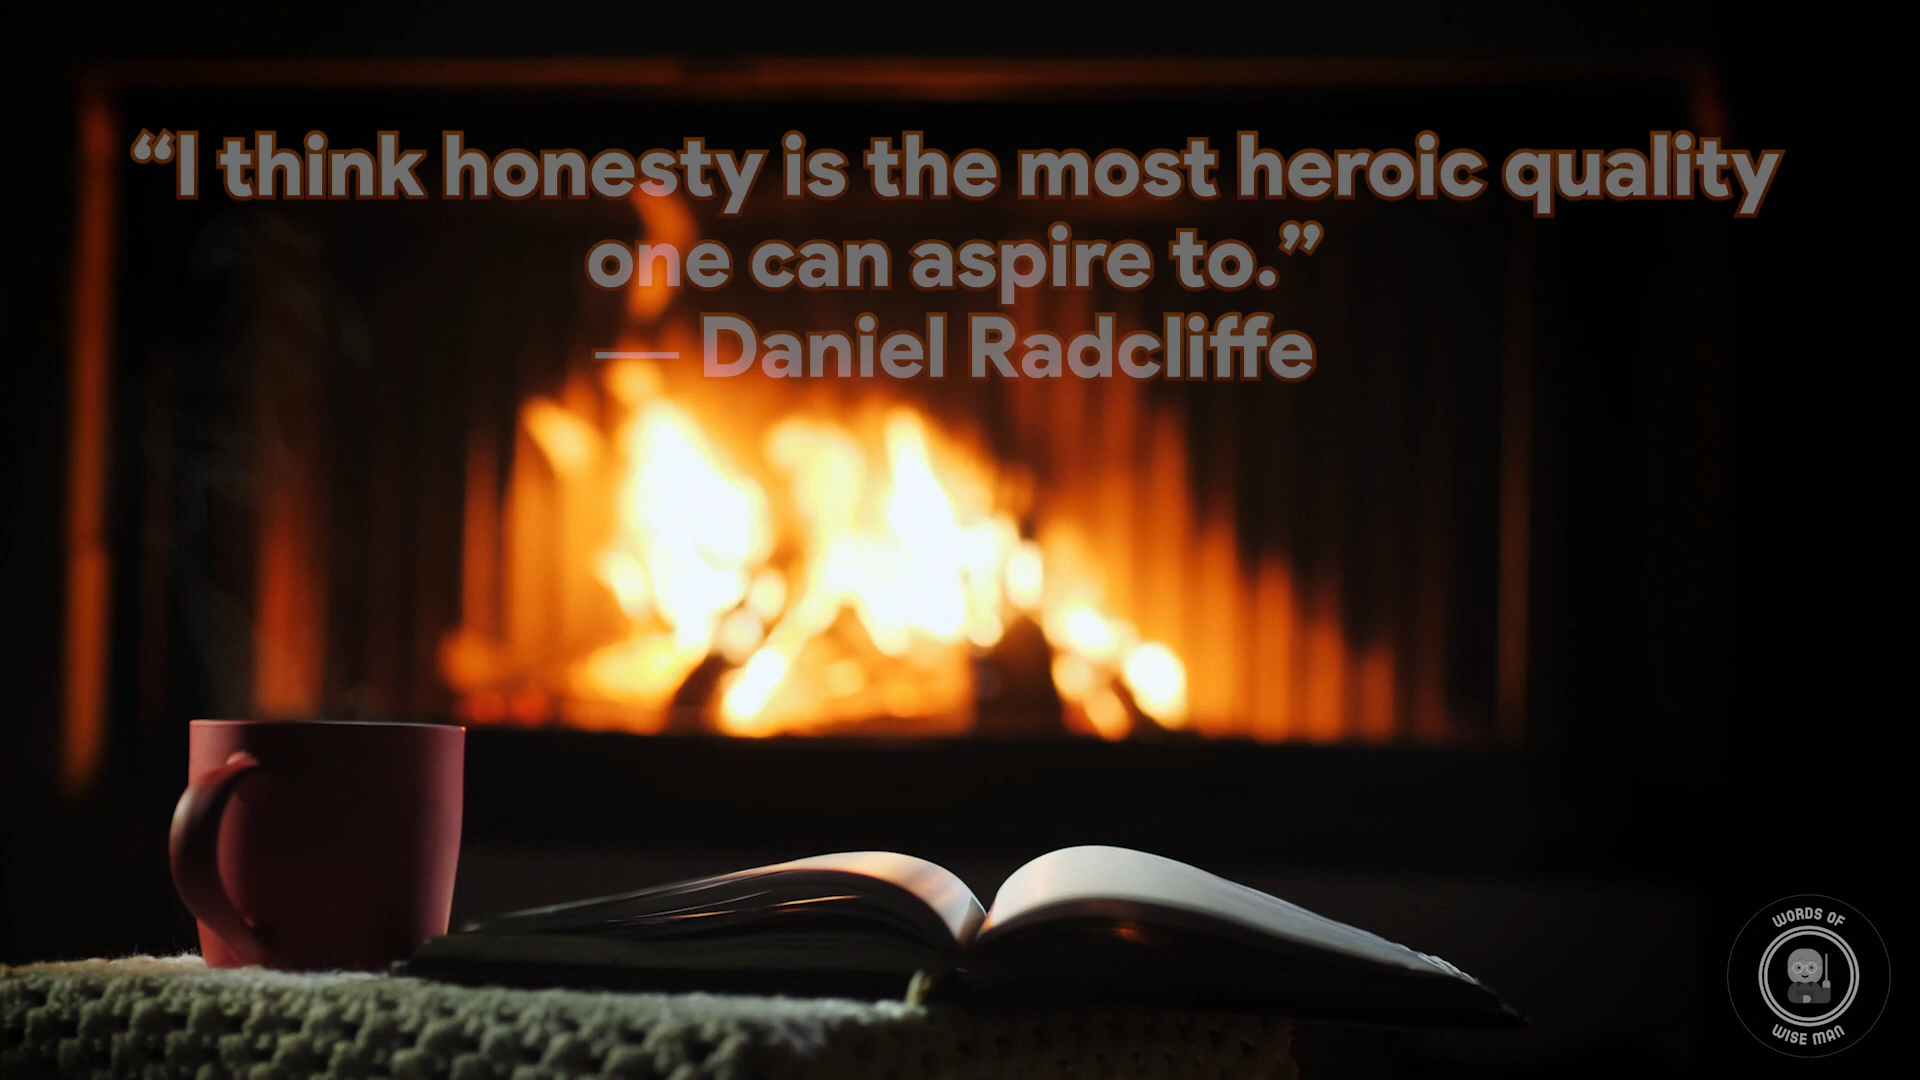 “I think honesty is the most heroic quality
one can aspire to.”
— Daniel Radcliffe
WORDS OF
WISE MAN